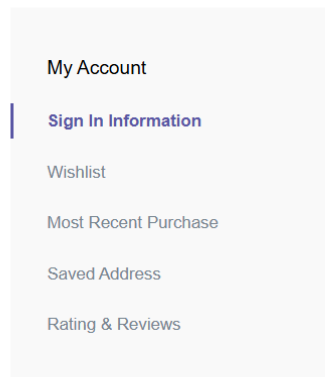 My Account
Sign In Information
Wishlist
Most Recent Purchase
Saved Address
Rating & Reviews